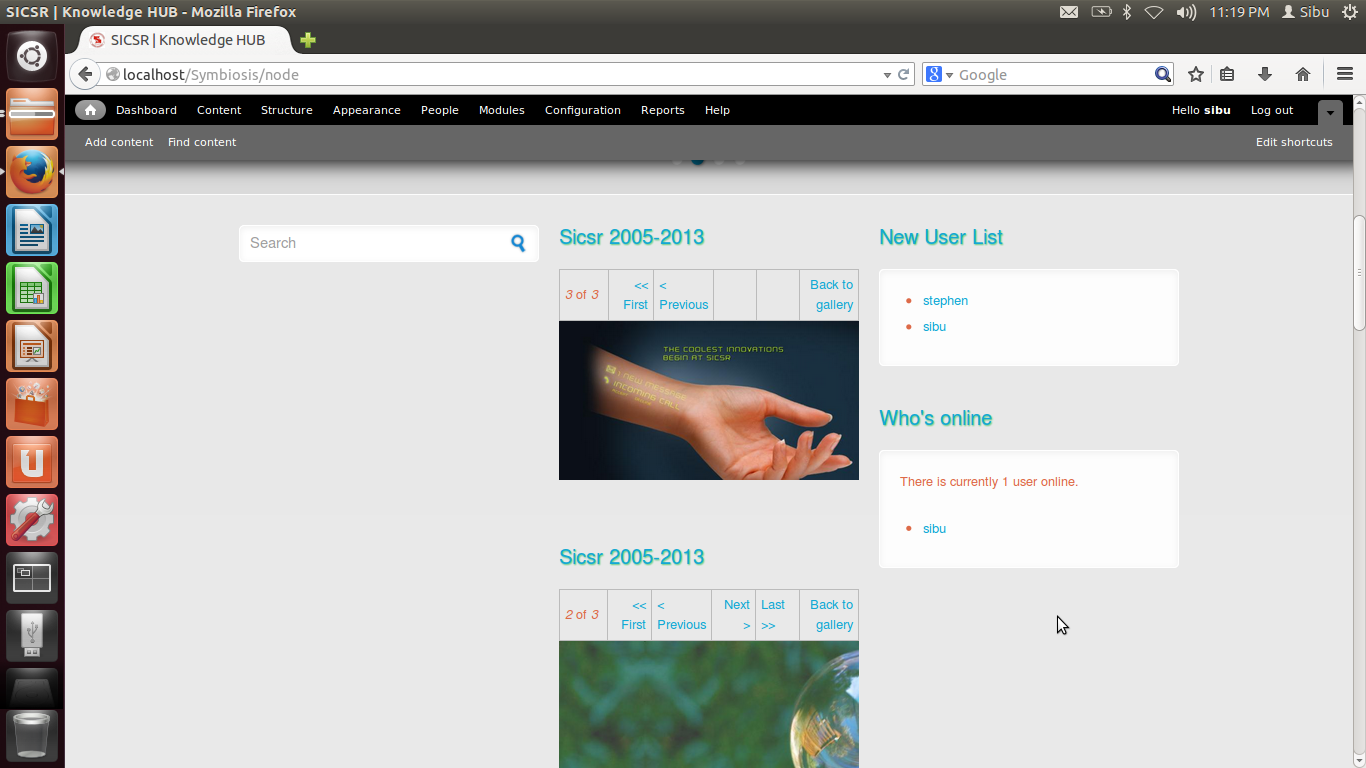 SICSR | Knowledge HUB - Mozilla Firefox
11:19 PM Sibu
SICSR | Knowledge HUB
localhost/Symbiosis/node
Google
Dashboard Content Structure Appearance People Modules Configuration Reports Help
Hello sibu Log out
Add content Find content
Edit shortcuts
Search
Sicsr 2005-2013
3 of 3
<< First
< Previous
Back to gallery
THE COOLEST INNOVATIONS
BEGIN AT SICSR
1 NEW MESSAGE
INCOMING CALL
Sicsr 2005-2013
2 of 3
<< First
< Previous
Next >
Last >>
Back to gallery
New User List
stephen
sibu
Who's online
There is currently 1 user online.
sibu